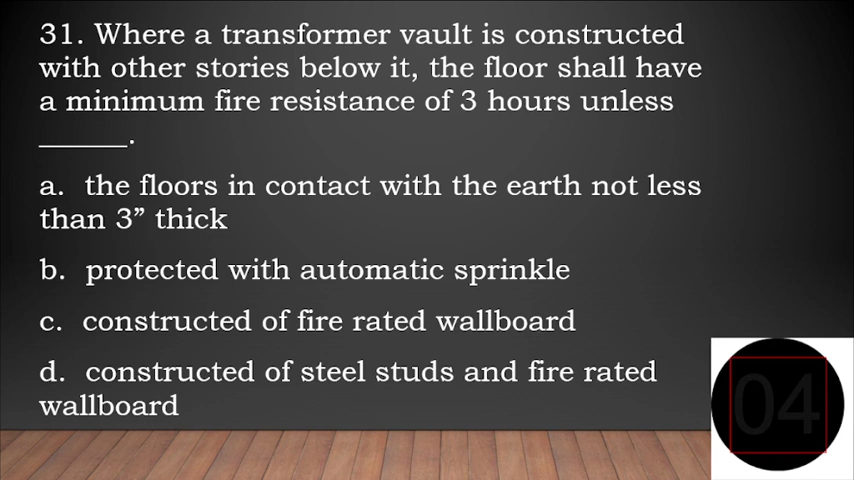 31. Where a transformer vault is constructed
with other stories below it, the floor shall have
a minimum fire resistance of 3 hours unless
______.
a. the floors in contact with the earth not less
than 3” thick
b. protected with automatic sprinkle
c. constructed of fire rated wallboard
d. constructed of steel studs and fire rated
wallboard
04